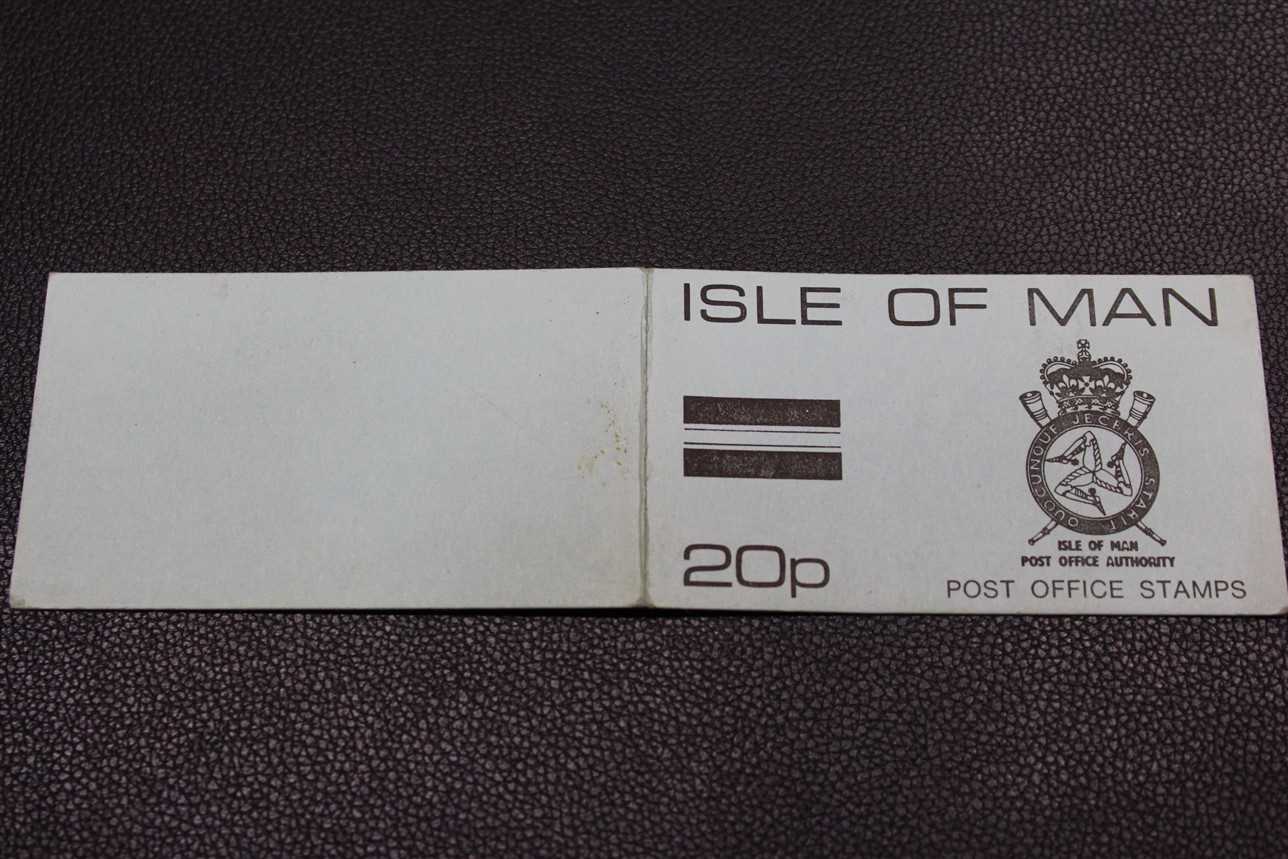 ISLE OF MAN
QUOCUNQUE JECERIS STABIT
ISLE OF MAN
POST OFFICE AUTHORITY
20p
POST OFFICE STAMPS